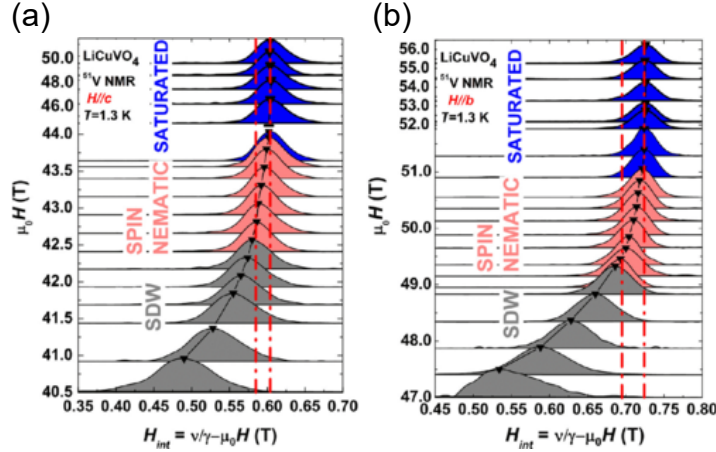 (a)
(b)
LiCuVO₄
⁵¹V NMR
H//c
T=1.3 K
SATURATED
SPIN
NEMATIC
SDW
μ₀H (T)
50.0
48.0
46.0
44.0
43.5
43.0
42.5
42.0
41.5
41.0
40.5
0.35 0.40 0.45 0.50 0.55 0.60 0.65 0.70
H_int = ν/γ−μ₀H (T)
LiCuVO₄
⁵¹V NMR
H//b
T=1.3 K
SATURATED
SPIN
NEMATIC
SDW
μ₀H (T)
56.0
55.0
54.0
53.0
52.0
51.0
50.0
49.0
48.0
47.0
0.45 0.50 0.55 0.60 0.65 0.70 0.75 0.80
H_int = ν/γ−μ₀H (T)